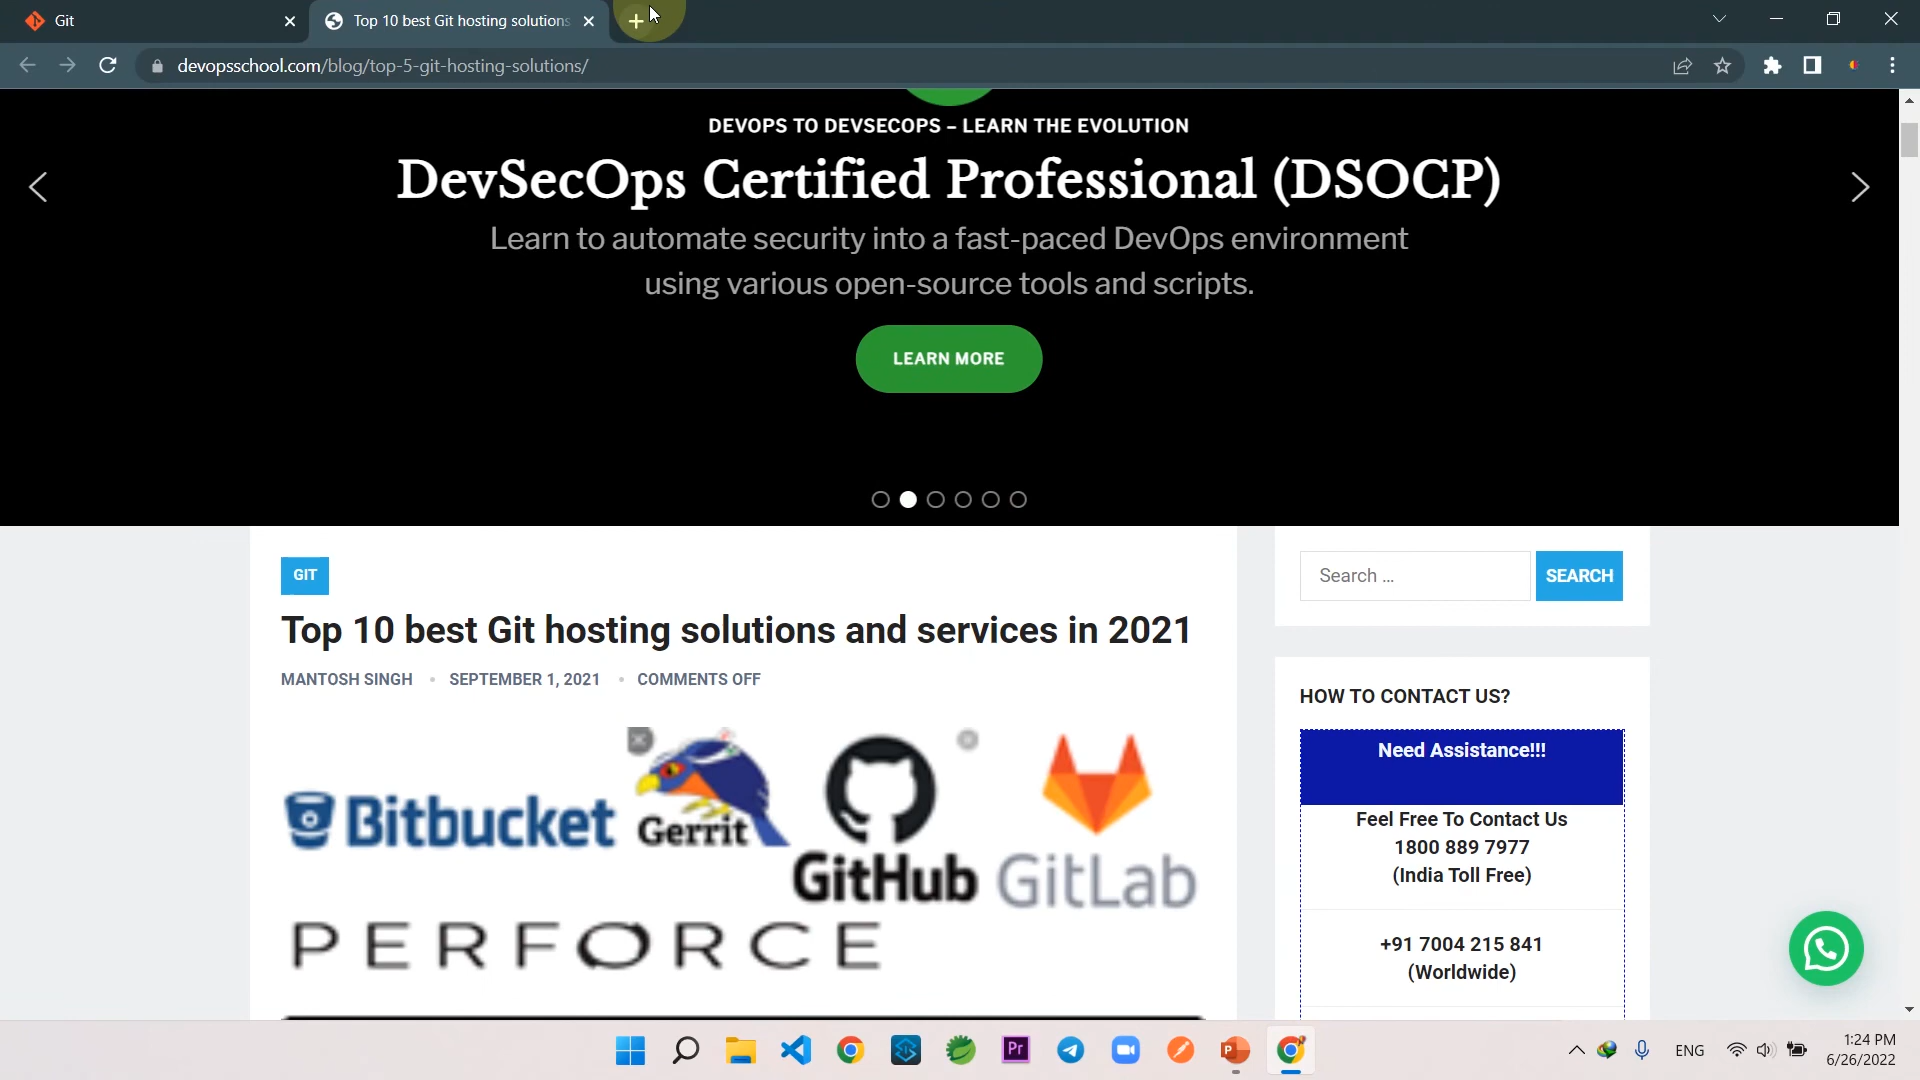 Git
Top 10 best Git hosting solutions
devopsschool.com/blog/top-5-git-hosting-solutions/
DEVOPS TO DEVSECOPS – LEARN THE EVOLUTION
DevSecOps Certified Professional (DSOCP)
Learn to automate security into a fast-paced DevOps environment
using various open-source tools and scripts.
LEARN MORE
GIT
Top 10 best Git hosting solutions and services in 2021
MANTOSH SINGH • SEPTEMBER 1, 2021 • COMMENTS OFF
Bitbucket
Gerrit
GitHub
GitLab
PERFORCE
Search ...
SEARCH
HOW TO CONTACT US?
Need Assistance!!!
Feel Free To Contact Us
1800 889 7977
(India Toll Free)
+91 7004 215 841
(Worldwide)
Pr
P
ENG
1:24 PM
6/26/2022